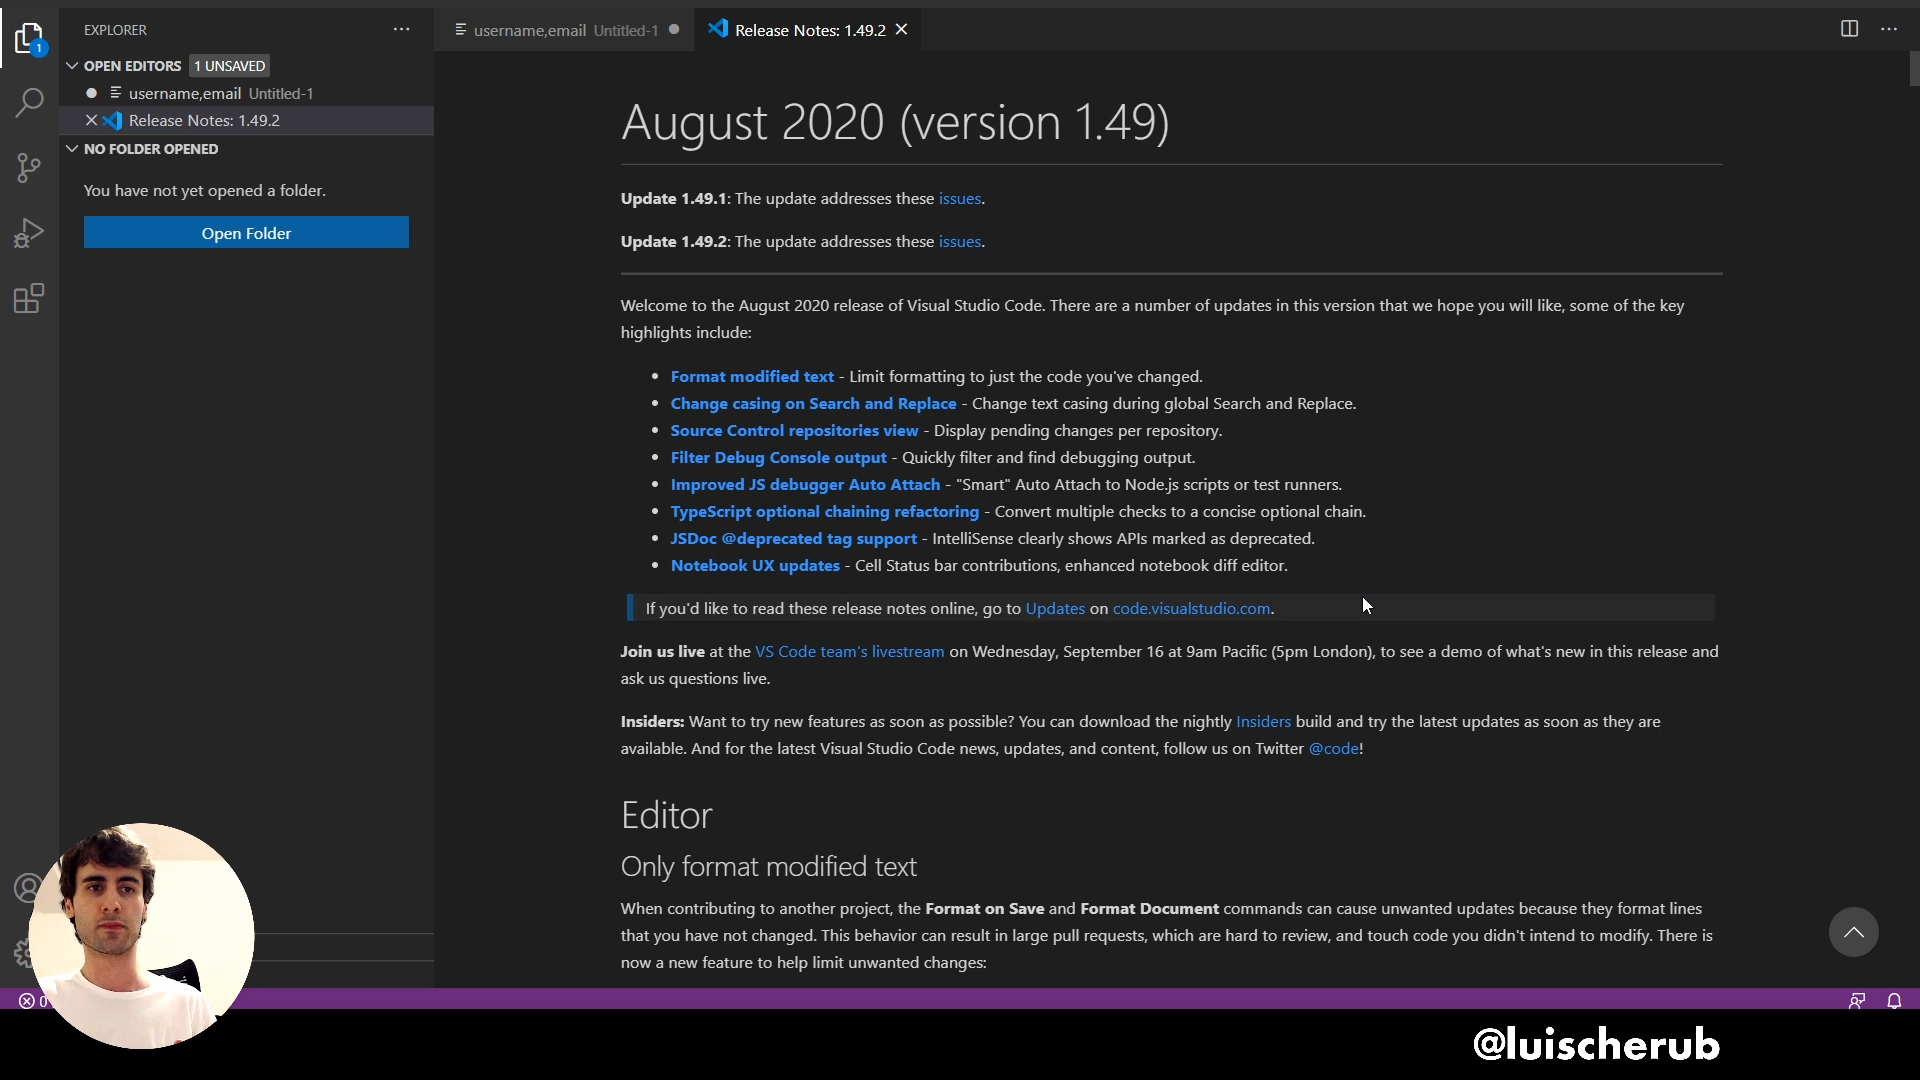 EXPLORER
OPEN EDITORS 1 UNSAVED
username,email Untitled-1
Release Notes: 1.49.2
NO FOLDER OPENED
You have not yet opened a folder.
Open Folder
1
username,email Untitled-1
Release Notes: 1.49.2
August 2020 (version 1.49)
Update 1.49.1: The update addresses these issues.
Update 1.49.2: The update addresses these issues.
Welcome to the August 2020 release of Visual Studio Code. There are a number of updates in this version that we hope you will like, some of the key
highlights include:
• Format modified text - Limit formatting to just the code you've changed.
• Change casing on Search and Replace - Change text casing during global Search and Replace.
• Source Control repositories view - Display pending changes per repository.
• Filter Debug Console output - Quickly filter and find debugging output.
• Improved JS debugger Auto Attach - "Smart" Auto Attach to Node.js scripts or test runners.
• TypeScript optional chaining refactoring - Convert multiple checks to a concise optional chain.
• JSDoc @deprecated tag support - IntelliSense clearly shows APIs marked as deprecated.
• Notebook UX updates - Cell Status bar contributions, enhanced notebook diff editor.
If you'd like to read these release notes online, go to Updates on code.visualstudio.com.
Join us live at the VS Code team's livestream on Wednesday, September 16 at 9am Pacific (5pm London), to see a demo of what's new in this release and
ask us questions live.
Insiders: Want to try new features as soon as possible? You can download the nightly Insiders build and try the latest updates as soon as they are
available. And for the latest Visual Studio Code news, updates, and content, follow us on Twitter @code!
Editor
Only format modified text
When contributing to another project, the Format on Save and Format Document commands can cause unwanted updates because they format lines
that you have not changed. This behavior can result in large pull requests, which are hard to review, and touch code you didn't intend to modify. There is
now a new feature to help limit unwanted changes:
0
@luischerub